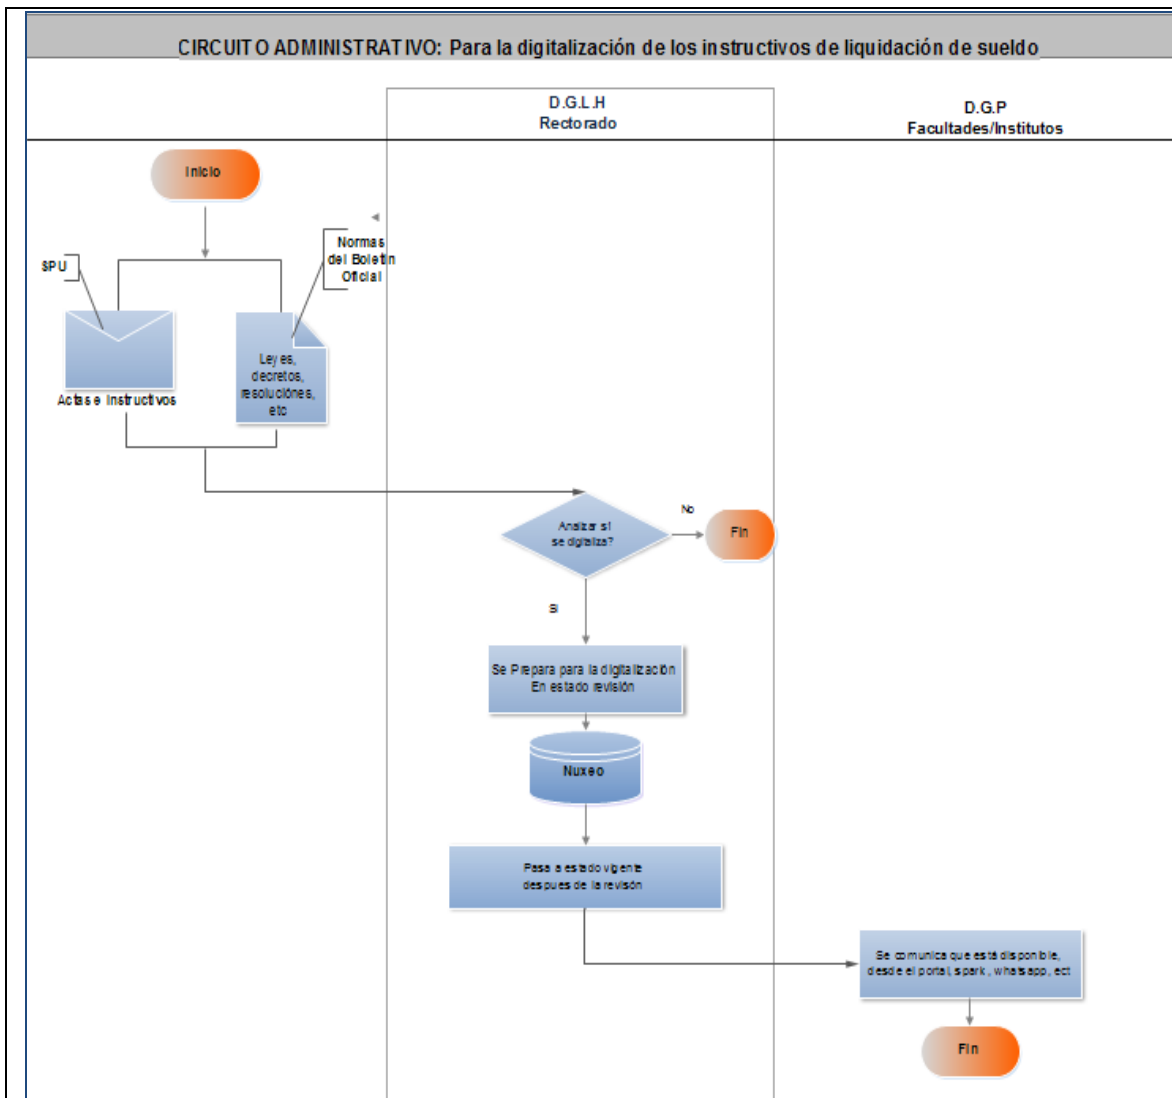 CIRCUITO ADMINISTRATIVO: Para la digitalización de los instructivos de liquidación de sueldo
D.G.L.H
Rectorado
D.G.P
Facultades/Institutos
Inicio
SPU
Normas
del Boletin
Oficial
Leyes,
decretos,
resoluciónes,
etc
Actas e Instructivos
Analizar si
se digitaliza?
No
Fin
Si
Se Prepara para la digitalización
En estado revisión
Nuxeo
Pasa a estado vigente
despues de la revisón
Se comunica que está disponible,
desde el portal, spark , whatsapp, ect
Fin